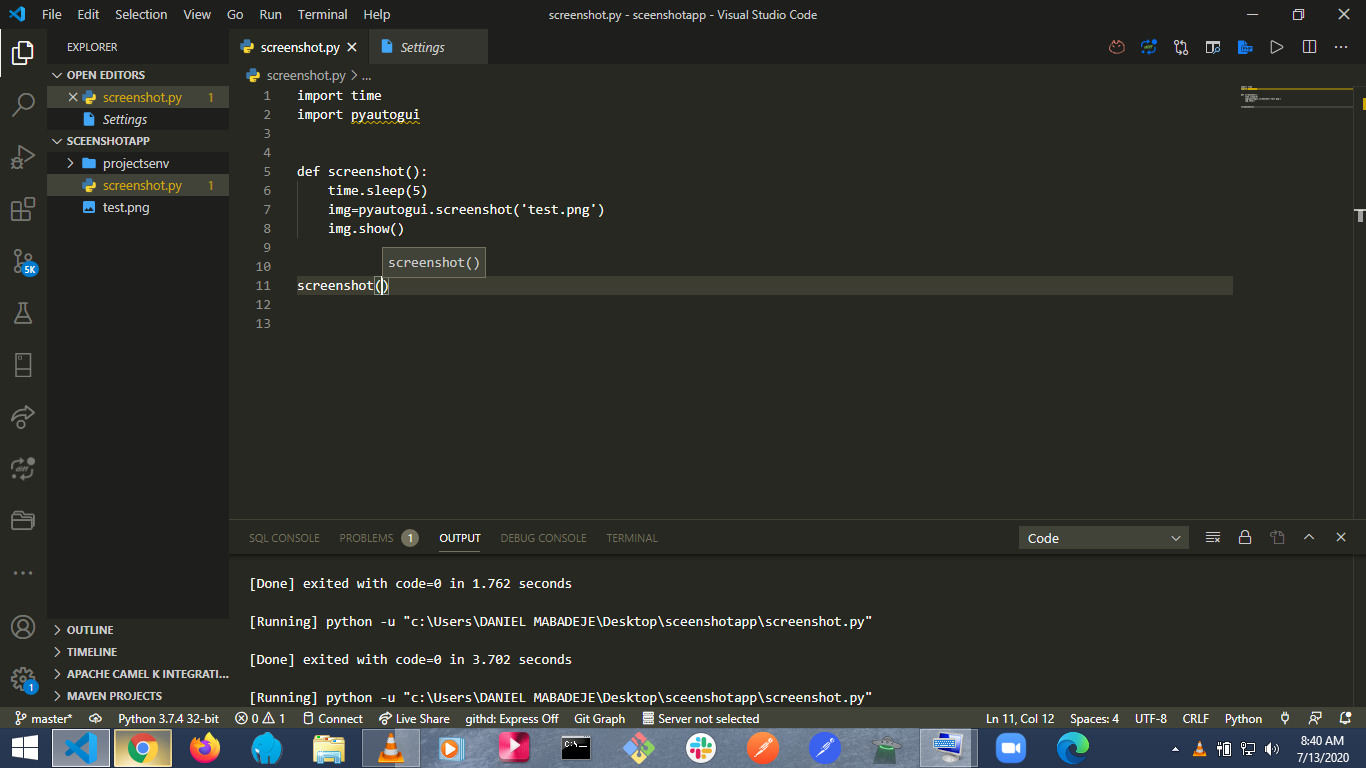 File Edit Selection View Go Run Terminal Help
screenshot.py - sceenshotapp - Visual Studio Code
EXPLORER
OPEN EDITORS
screenshot.py 1
Settings
SCEENSHOTAPP
projectsenv
screenshot.py 1
test.png
5K
1
OUTLINE
TIMELINE
APACHE CAMEL K INTEGRATI...
MAVEN PROJECTS
screenshot.py Settings
screenshot.py > ...
1 import time
2 import pyautogui
3
4
5 def screenshot():
6 time.sleep(5)
7 img=pyautogui.screenshot('test.png')
8 img.show()
9
screenshot()
10
11 screenshot()
12
13
SQL CONSOLE PROBLEMS 1 OUTPUT DEBUG CONSOLE TERMINAL
Code
[Done] exited with code=0 in 1.762 seconds
[Running] python -u "c:\Users\DANIEL MABADEJE\Desktop\sceenshotapp\screenshot.py"
[Done] exited with code=0 in 3.702 seconds
[Running] python -u "c:\Users\DANIEL MABADEJE\Desktop\sceenshotapp\screenshot.py"
master* Python 3.7.4 32-bit 0 1 Connect Live Share githd: Express Off Git Graph Server not selected Ln 11, Col 12 Spaces: 4 UTF-8 CRLF Python
8:40 AM
7/13/2020